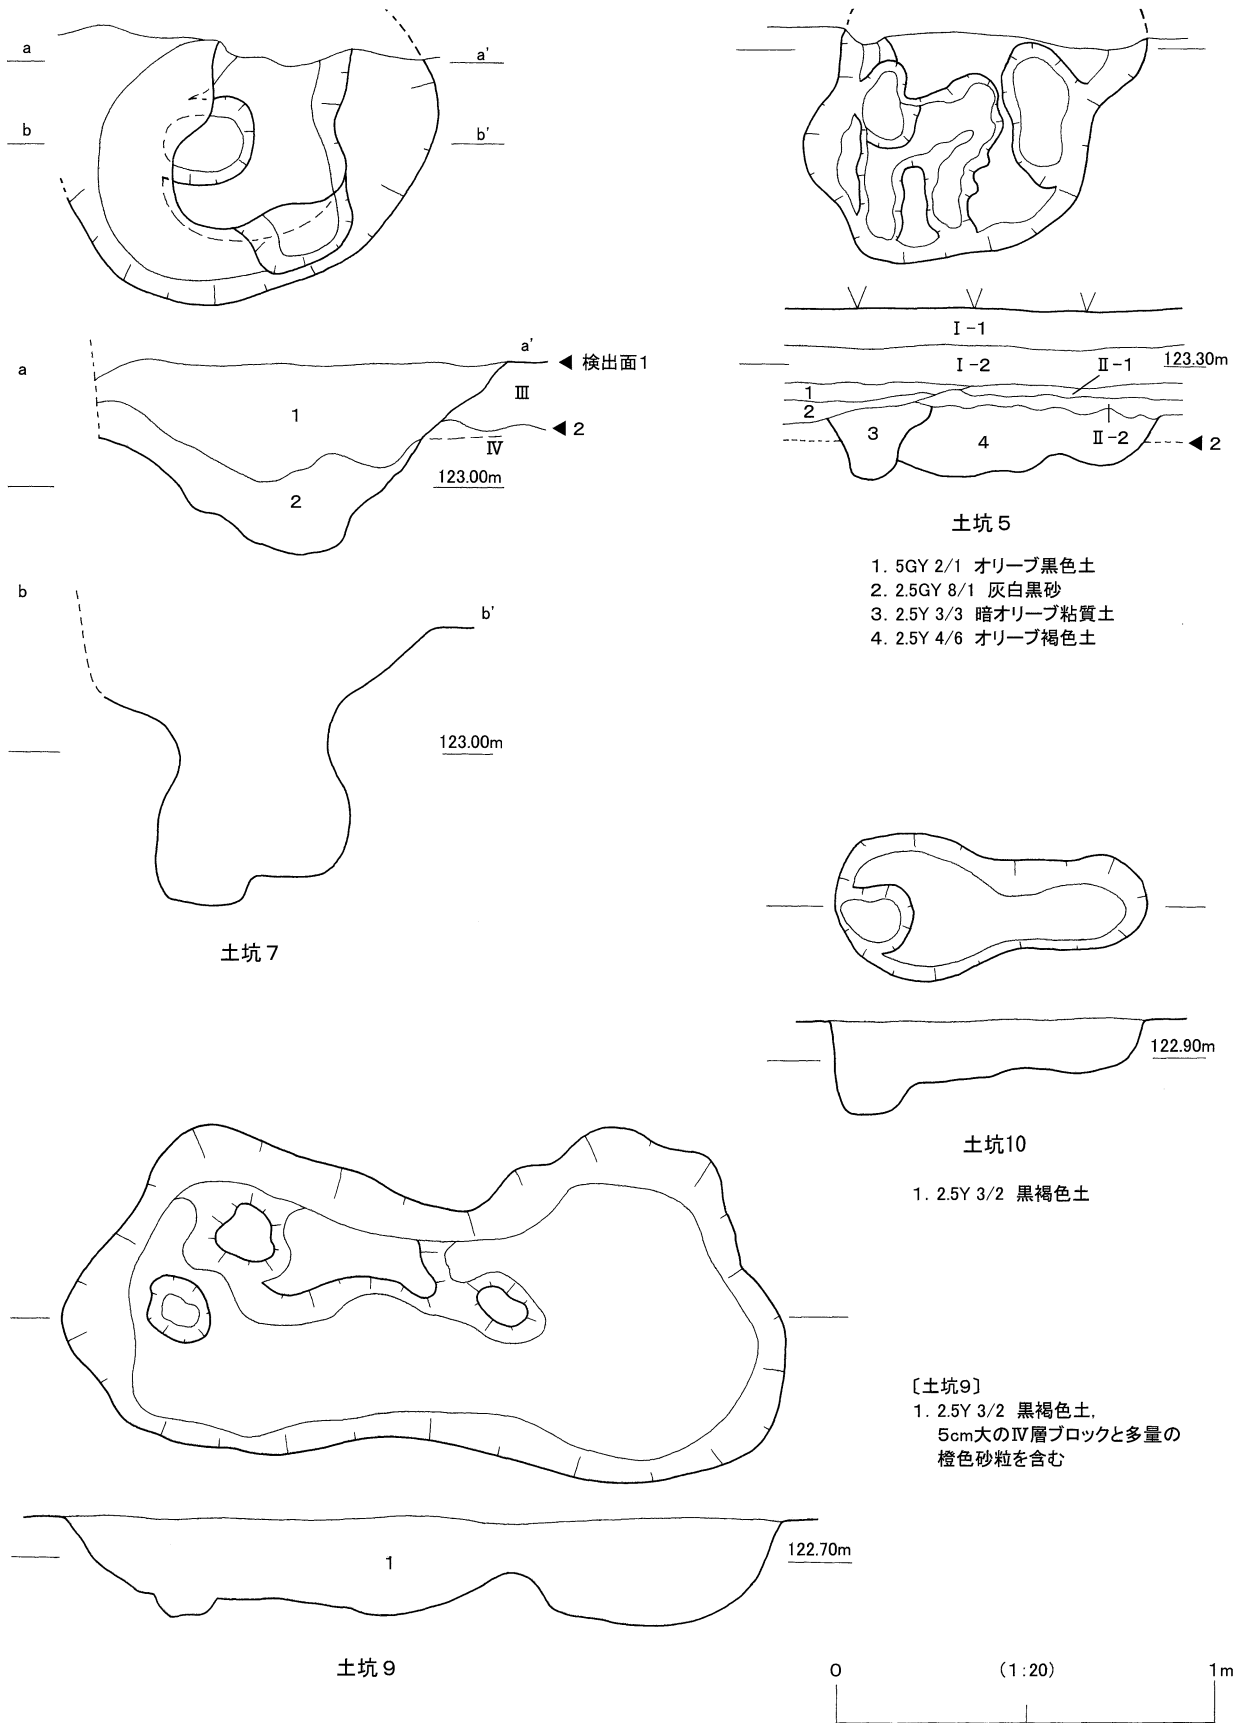 a
a'
b
b'
a
a'
◀ 検出面1
1
Ⅲ
◀ 2
Ⅳ
2
123.00m
b
b'
123.00m
土坑7
Ⅰ-1
Ⅰ-2
Ⅱ-1
123.30m
1
2
3
4
Ⅱ-2
◀ 2
土坑5
1. 5GY 2/1 オリーブ黒色土
2. 2.5GY 8/1 灰白黒砂
3. 2.5Y 3/3 暗オリーブ粘質土
4. 2.5Y 4/6 オリーブ褐色土
122.90m
土坑10
1. 2.5Y 3/2 黒褐色土
1
122.70m
土坑9
〔土坑9〕
1. 2.5Y 3/2 黒褐色土,
5cm大のⅣ層ブロックと多量の
橙色砂粒を含む
0 (1:20) 1m